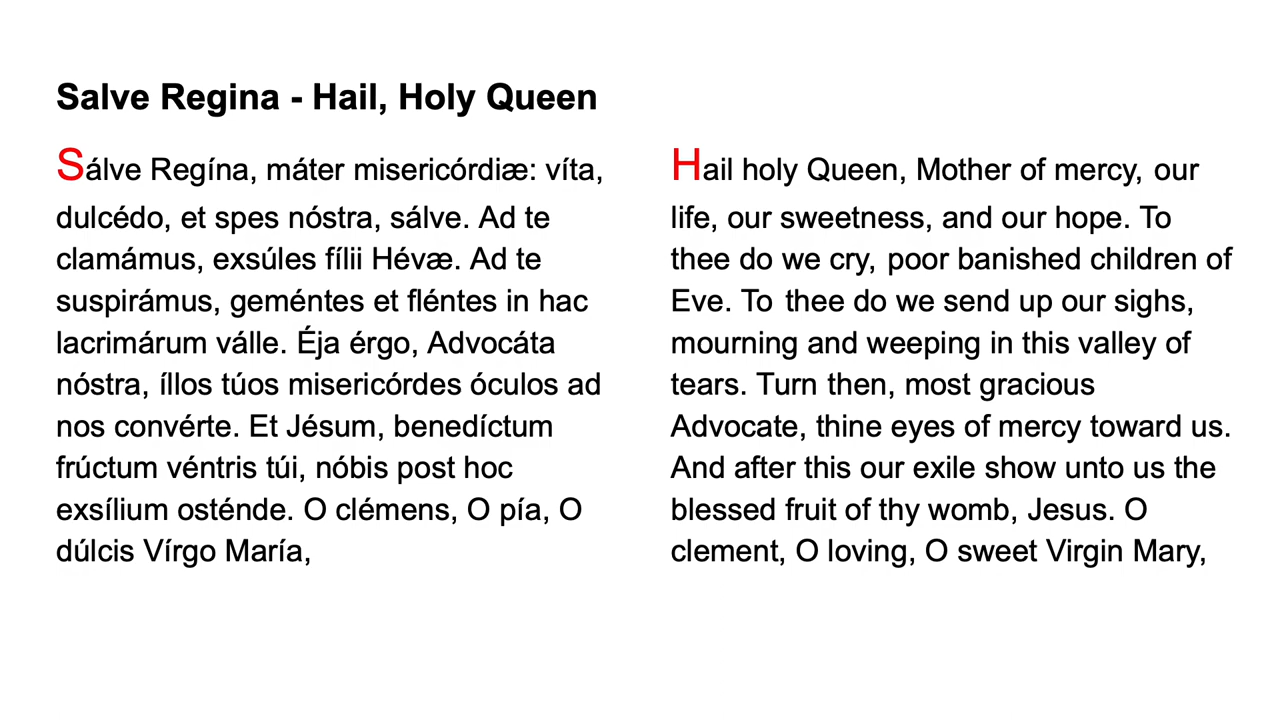 Salve Regina - Hail, Holy Queen
Sálve Regína, máter misericórdiæ: víta,
dulcédo, et spes nóstra, sálve. Ad te
clamámus, exsúles fílii Hévæ. Ad te
suspirámus, geméntes et fléntes in hac
lacrimárum válle. Éja érgo, Advocáta
nóstra, íllos túos misericórdes óculos ad
nos convérte. Et Jésum, benedíctum
frúctum véntris túi, nóbis post hoc
exsílium osténde. O clémens, O pía, O
dúlcis Vírgo María,
Hail holy Queen, Mother of mercy, our
life, our sweetness, and our hope. To
thee do we cry, poor banished children of
Eve. To thee do we send up our sighs,
mourning and weeping in this valley of
tears. Turn then, most gracious
Advocate, thine eyes of mercy toward us.
And after this our exile show unto us the
blessed fruit of thy womb, Jesus. O
clement, O loving, O sweet Virgin Mary,